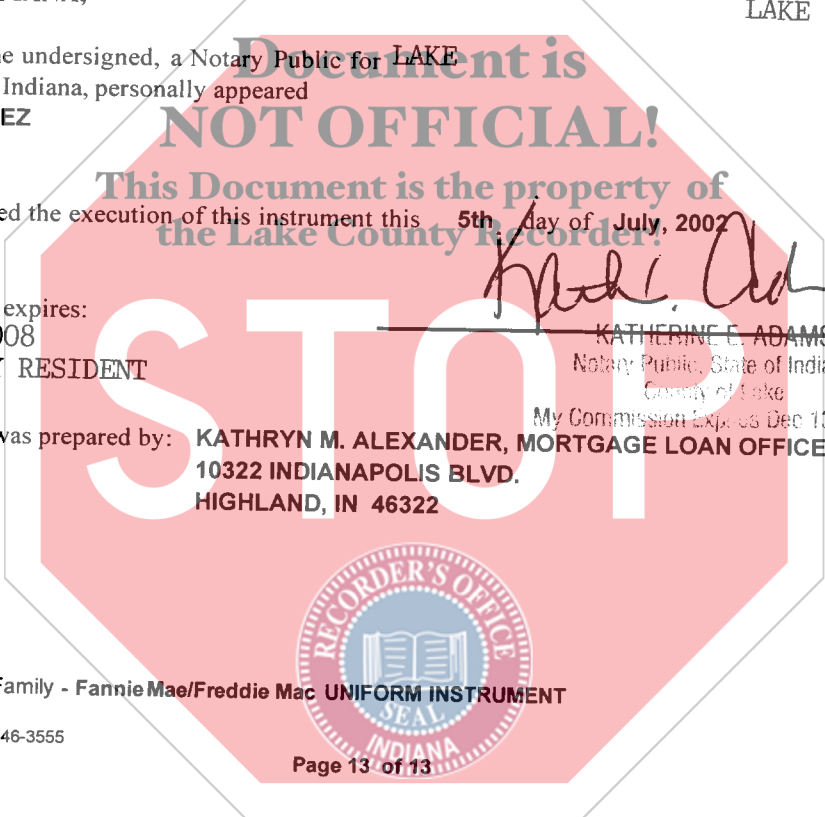 LAKE
e undersigned, a Notary Public for LAKE
Indiana, personally appeared
EZ
Document is
NOT OFFICIAL!
This Document is the property of
the Lake County Recorder!
ed the execution of this instrument this 5th day of July, 2002
expires:
008
Y RESIDENT
KATHERINE E. ADAMS
Notary Public, State of India
County of Lake
My Commission Expires Dec 13
was prepared by: KATHRYN M. ALEXANDER, MORTGAGE LOAN OFFICE
10322 INDIANAPOLIS BLVD.
HIGHLAND, IN 46322
STOP
RECORDER'S OFFICE
SEAL
INDIANA
Family - Fannie Mae/Freddie Mac UNIFORM INSTRUMENT
46-3555
Page 13 of 13